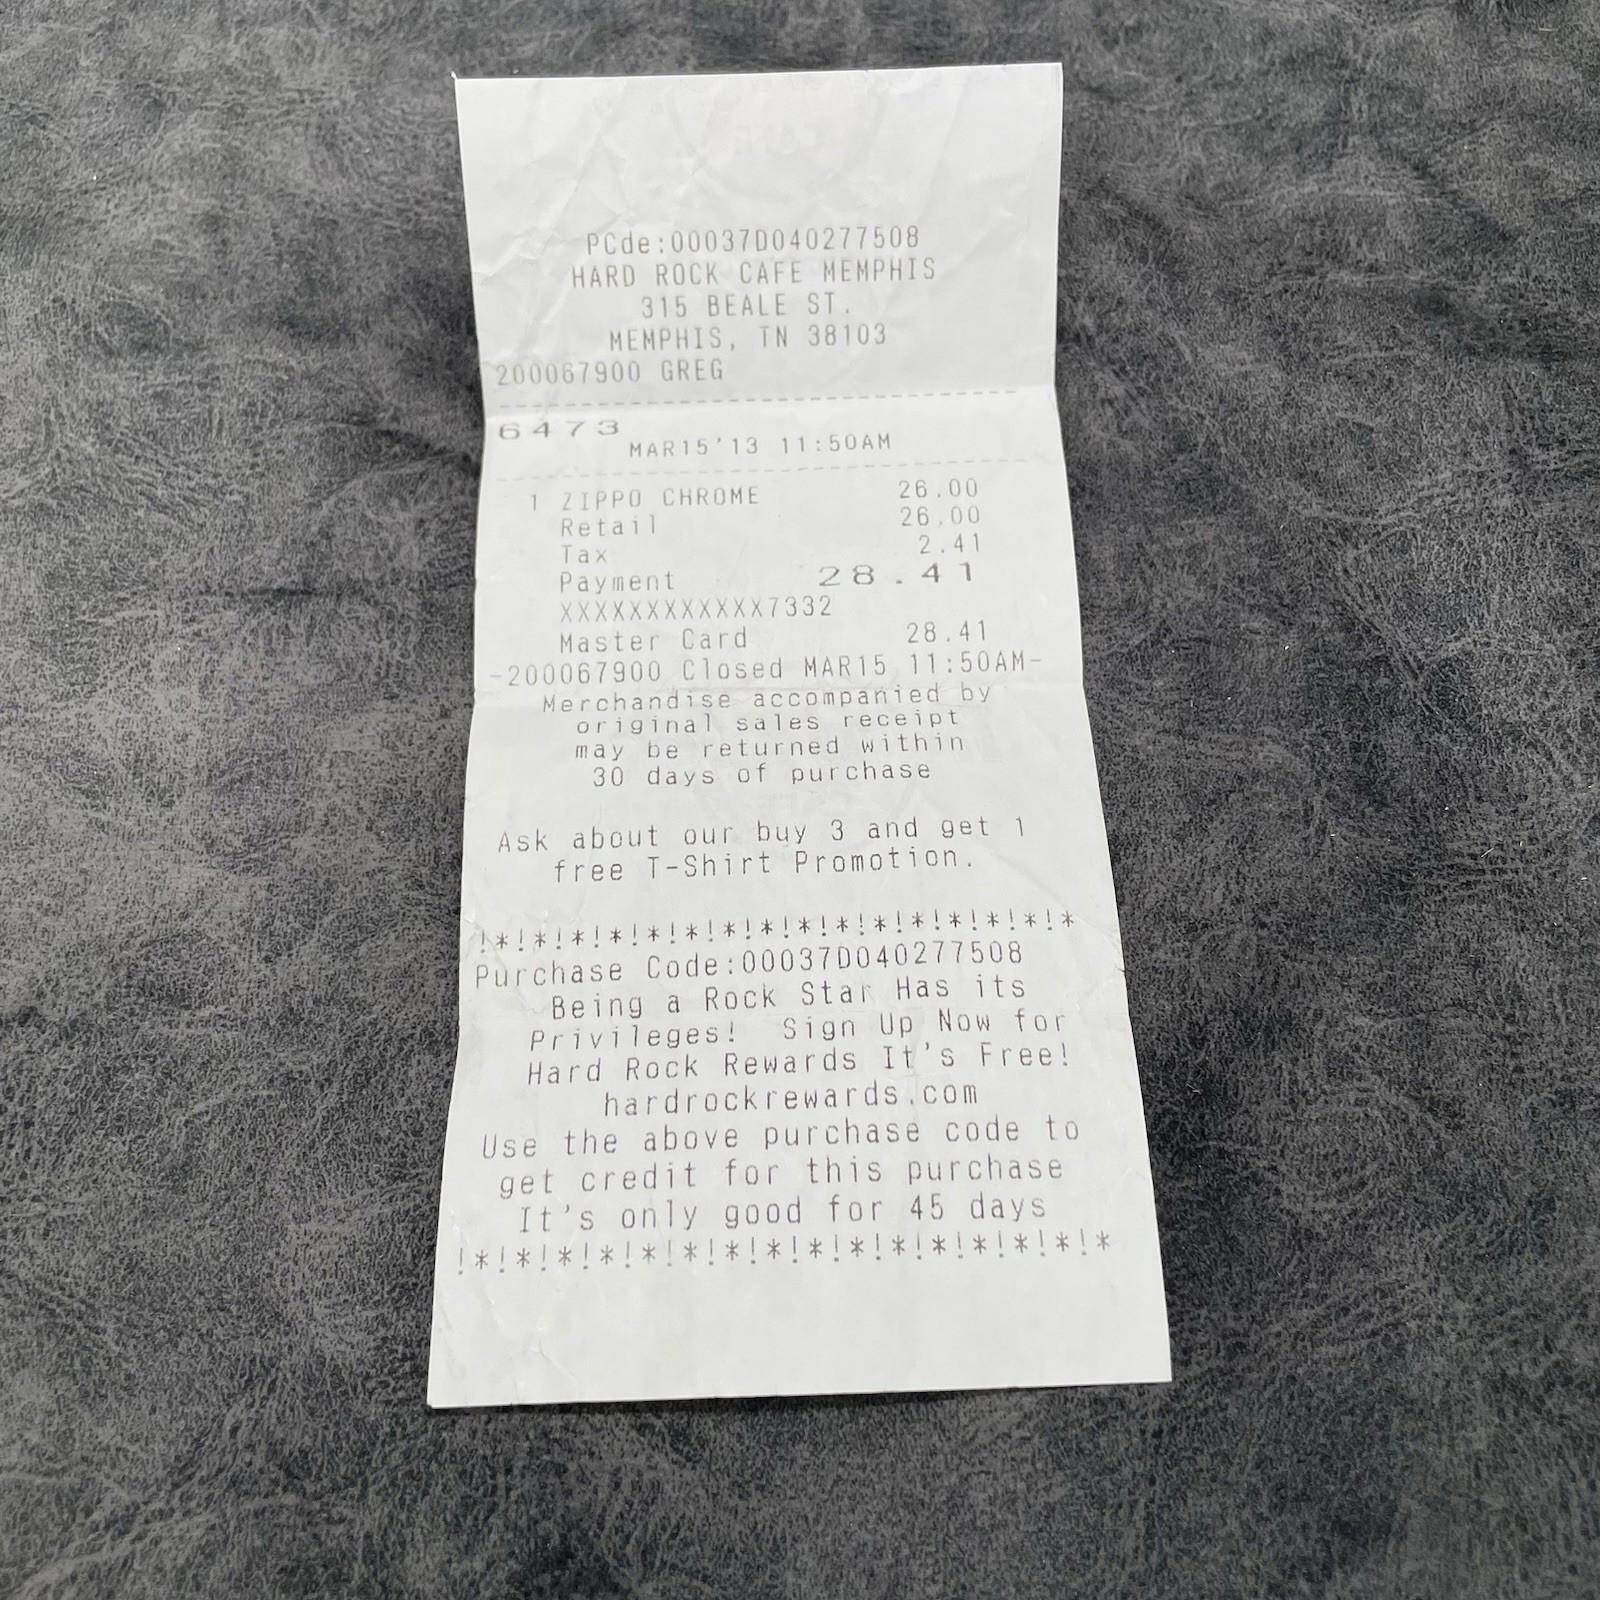 PCde:00037D040277508
HARD ROCK CAFE MEMPHIS
315 BEALE ST.
MEMPHIS, TN 38103
200067900 GREG
6473
MAR15'13 11:50AM
1 ZIPPO CHROME 26.00
Retail 26.00
Tax 2.41
Payment 28.41
XXXXXXXXXXXX7332
Master Card 28.41
-200067900 Closed MAR15 11:50AM-
Merchandise accompanied by
original sales receipt
may be returned within
30 days of purchase
Ask about our buy 3 and get 1
free T-Shirt Promotion.
!*!*!*!*!*!*!*!*!*!*!*!*!*!*!*!*
Purchase Code:00037D040277508
Being a Rock Star Has its
Privileges! Sign Up Now for
Hard Rock Rewards It's Free!
hardrockrewards.com
Use the above purchase code to
get credit for this purchase
It's only good for 45 days
!*!*!*!*!*!*!*!*!*!*!*!*!*!*!*!*